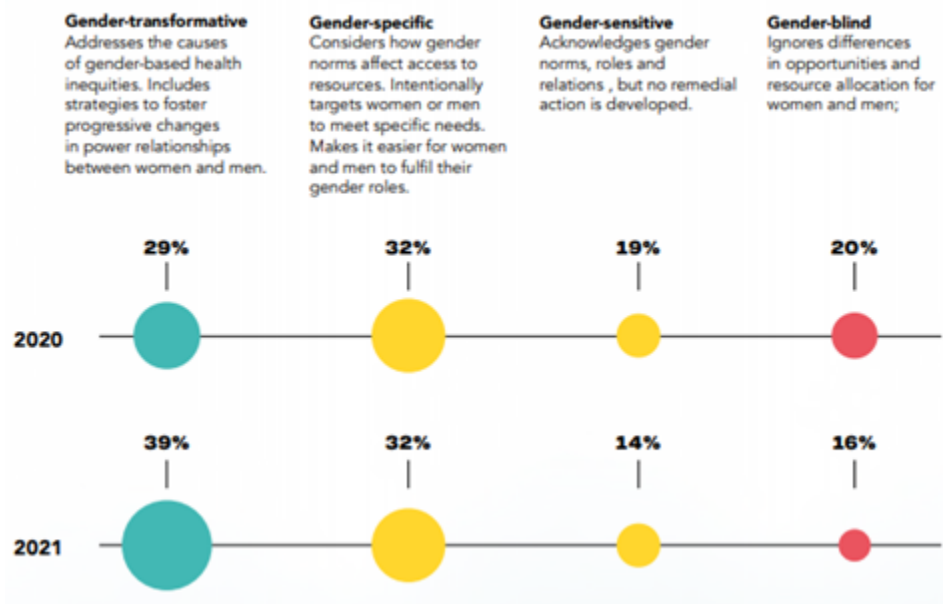 Gender-transformative
Addresses the causes
of gender-based health
inequities. Includes
strategies to foster
progressive changes
in power relationships
between women and men.
Gender-specific
Considers how gender
norms affect access to
resources. Intentionally
targets women or men
to meet specific needs.
Makes it easier for women
and men to fulfil their
gender roles.
Gender-sensitive
Acknowledges gender
norms, roles and
relations , but no remedial
action is developed.
Gender-blind
Ignores differences
in opportunities and
resource allocation for
women and men;
29% 32% 19% 20%
2020
39% 32% 14% 16%
2021